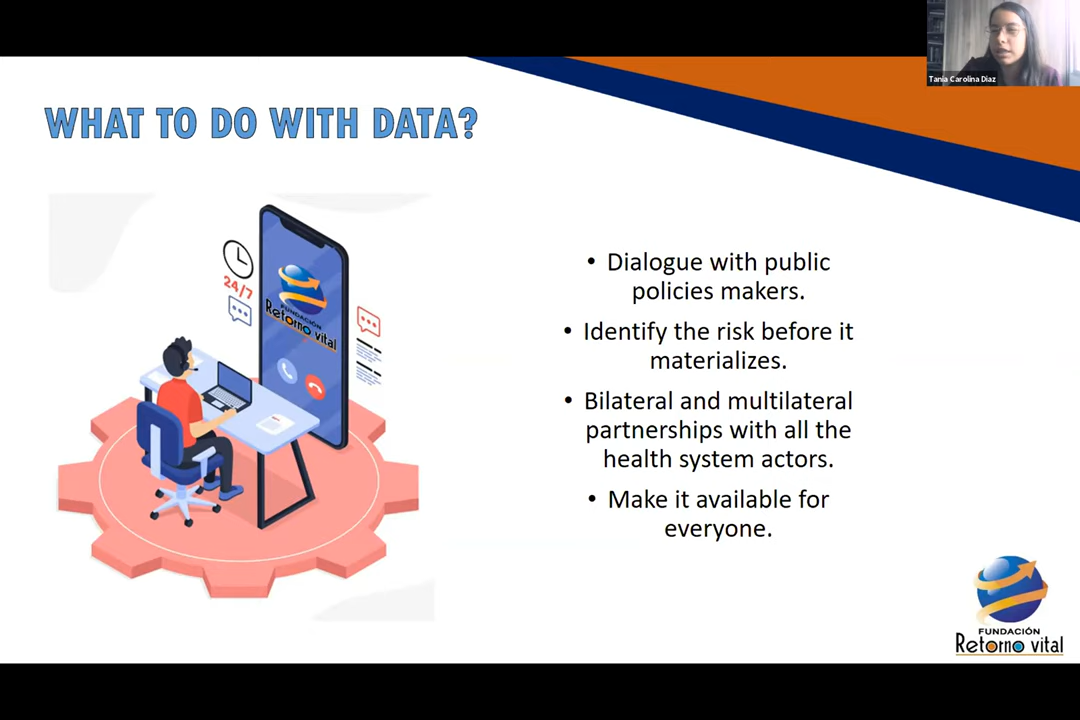 Tania Carolina Diaz
WHAT TO DO WITH DATA?
24/7
FUNDACIÓN
Retorno vital
• Dialogue with public
policies makers.
• Identify the risk before it
materializes.
• Bilateral and multilateral
partnerships with all the
health system actors.
• Make it available for
everyone.
FUNDACIÓN
Retorno vital